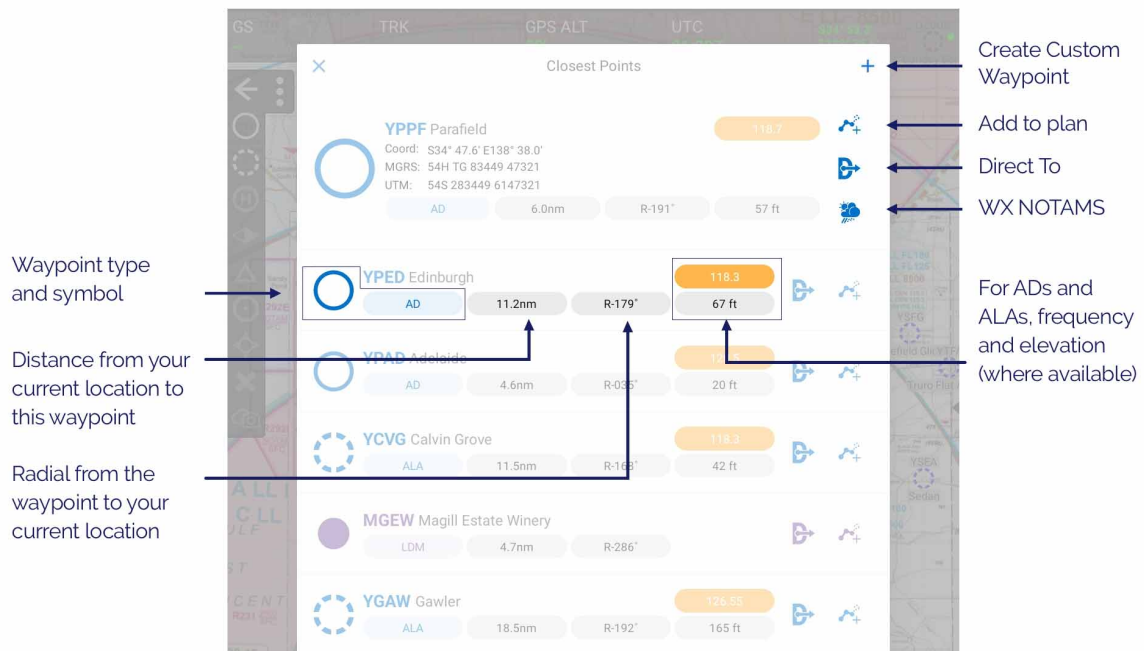 GS TRK GPS ALT UTC
Closest Points
Create Custom
Waypoint
YPPF Parafield
118.7
Add to plan
Coord: S34° 47.6' E138° 38.0'
MGRS: 54H TG 83449 47321
UTM: 54S 283449 6147321
Direct To
AD 6.0nm R-191° 57 ft
WX NOTAMS
Waypoint type
and symbol
YPED Edinburgh
118.3
AD 11.2nm R-179° 67 ft
For ADs and
ALAs, frequency
and elevation
(where available)
Distance from your
current location to
this waypoint
YPAD Adelaide
AD 4.6nm R-035° 20 ft
Truro Flat
YCVG Calvin Grove
118.3
ALA 11.5nm R-168° 42 ft
YSEA
Sedan
Radial from the
waypoint to your
current location
MGEW Magill Estate Winery
LDM 4.7nm R-286°
YGAW Gawler
126.55
ALA 18.5nm R-192° 165 ft
R231